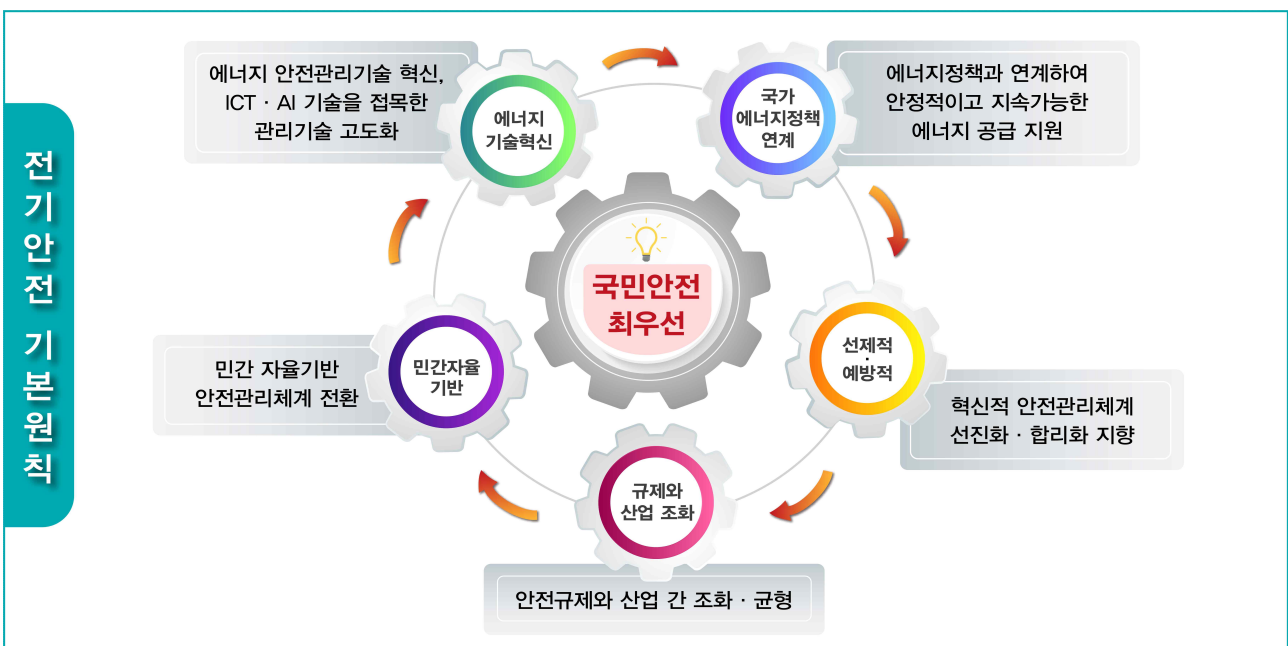 전기안전 기본원칙
에너지 안전관리기술 혁신,
ICT · AI 기술을 접목한
관리기술 고도화
에너지
기술혁신
국가
에너지정책
연계
에너지정책과 연계하여
안정적이고 지속가능한
에너지 공급 지원
국민안전
최우선
민간 자율기반
안전관리체계 전환
민간자율
기반
선제적
·
예방적
혁신적 안전관리체계
선진화 · 합리화 지향
규제와
산업 조화
안전규제와 산업 간 조화 · 균형